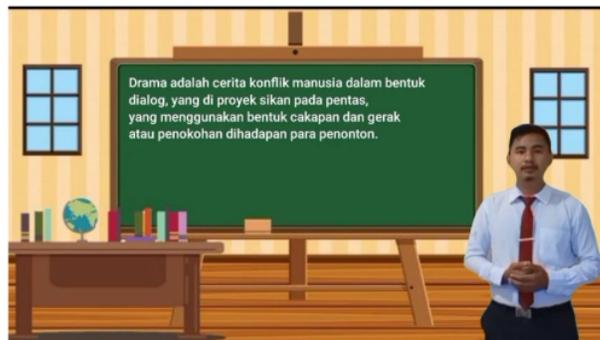 Drama adalah cerita konflik manusia dalam bentuk
dialog, yang di proyek sikan pada pentas,
yang menggunakan bentuk cakapan dan gerak
atau penokohan dihadapan para penonton.